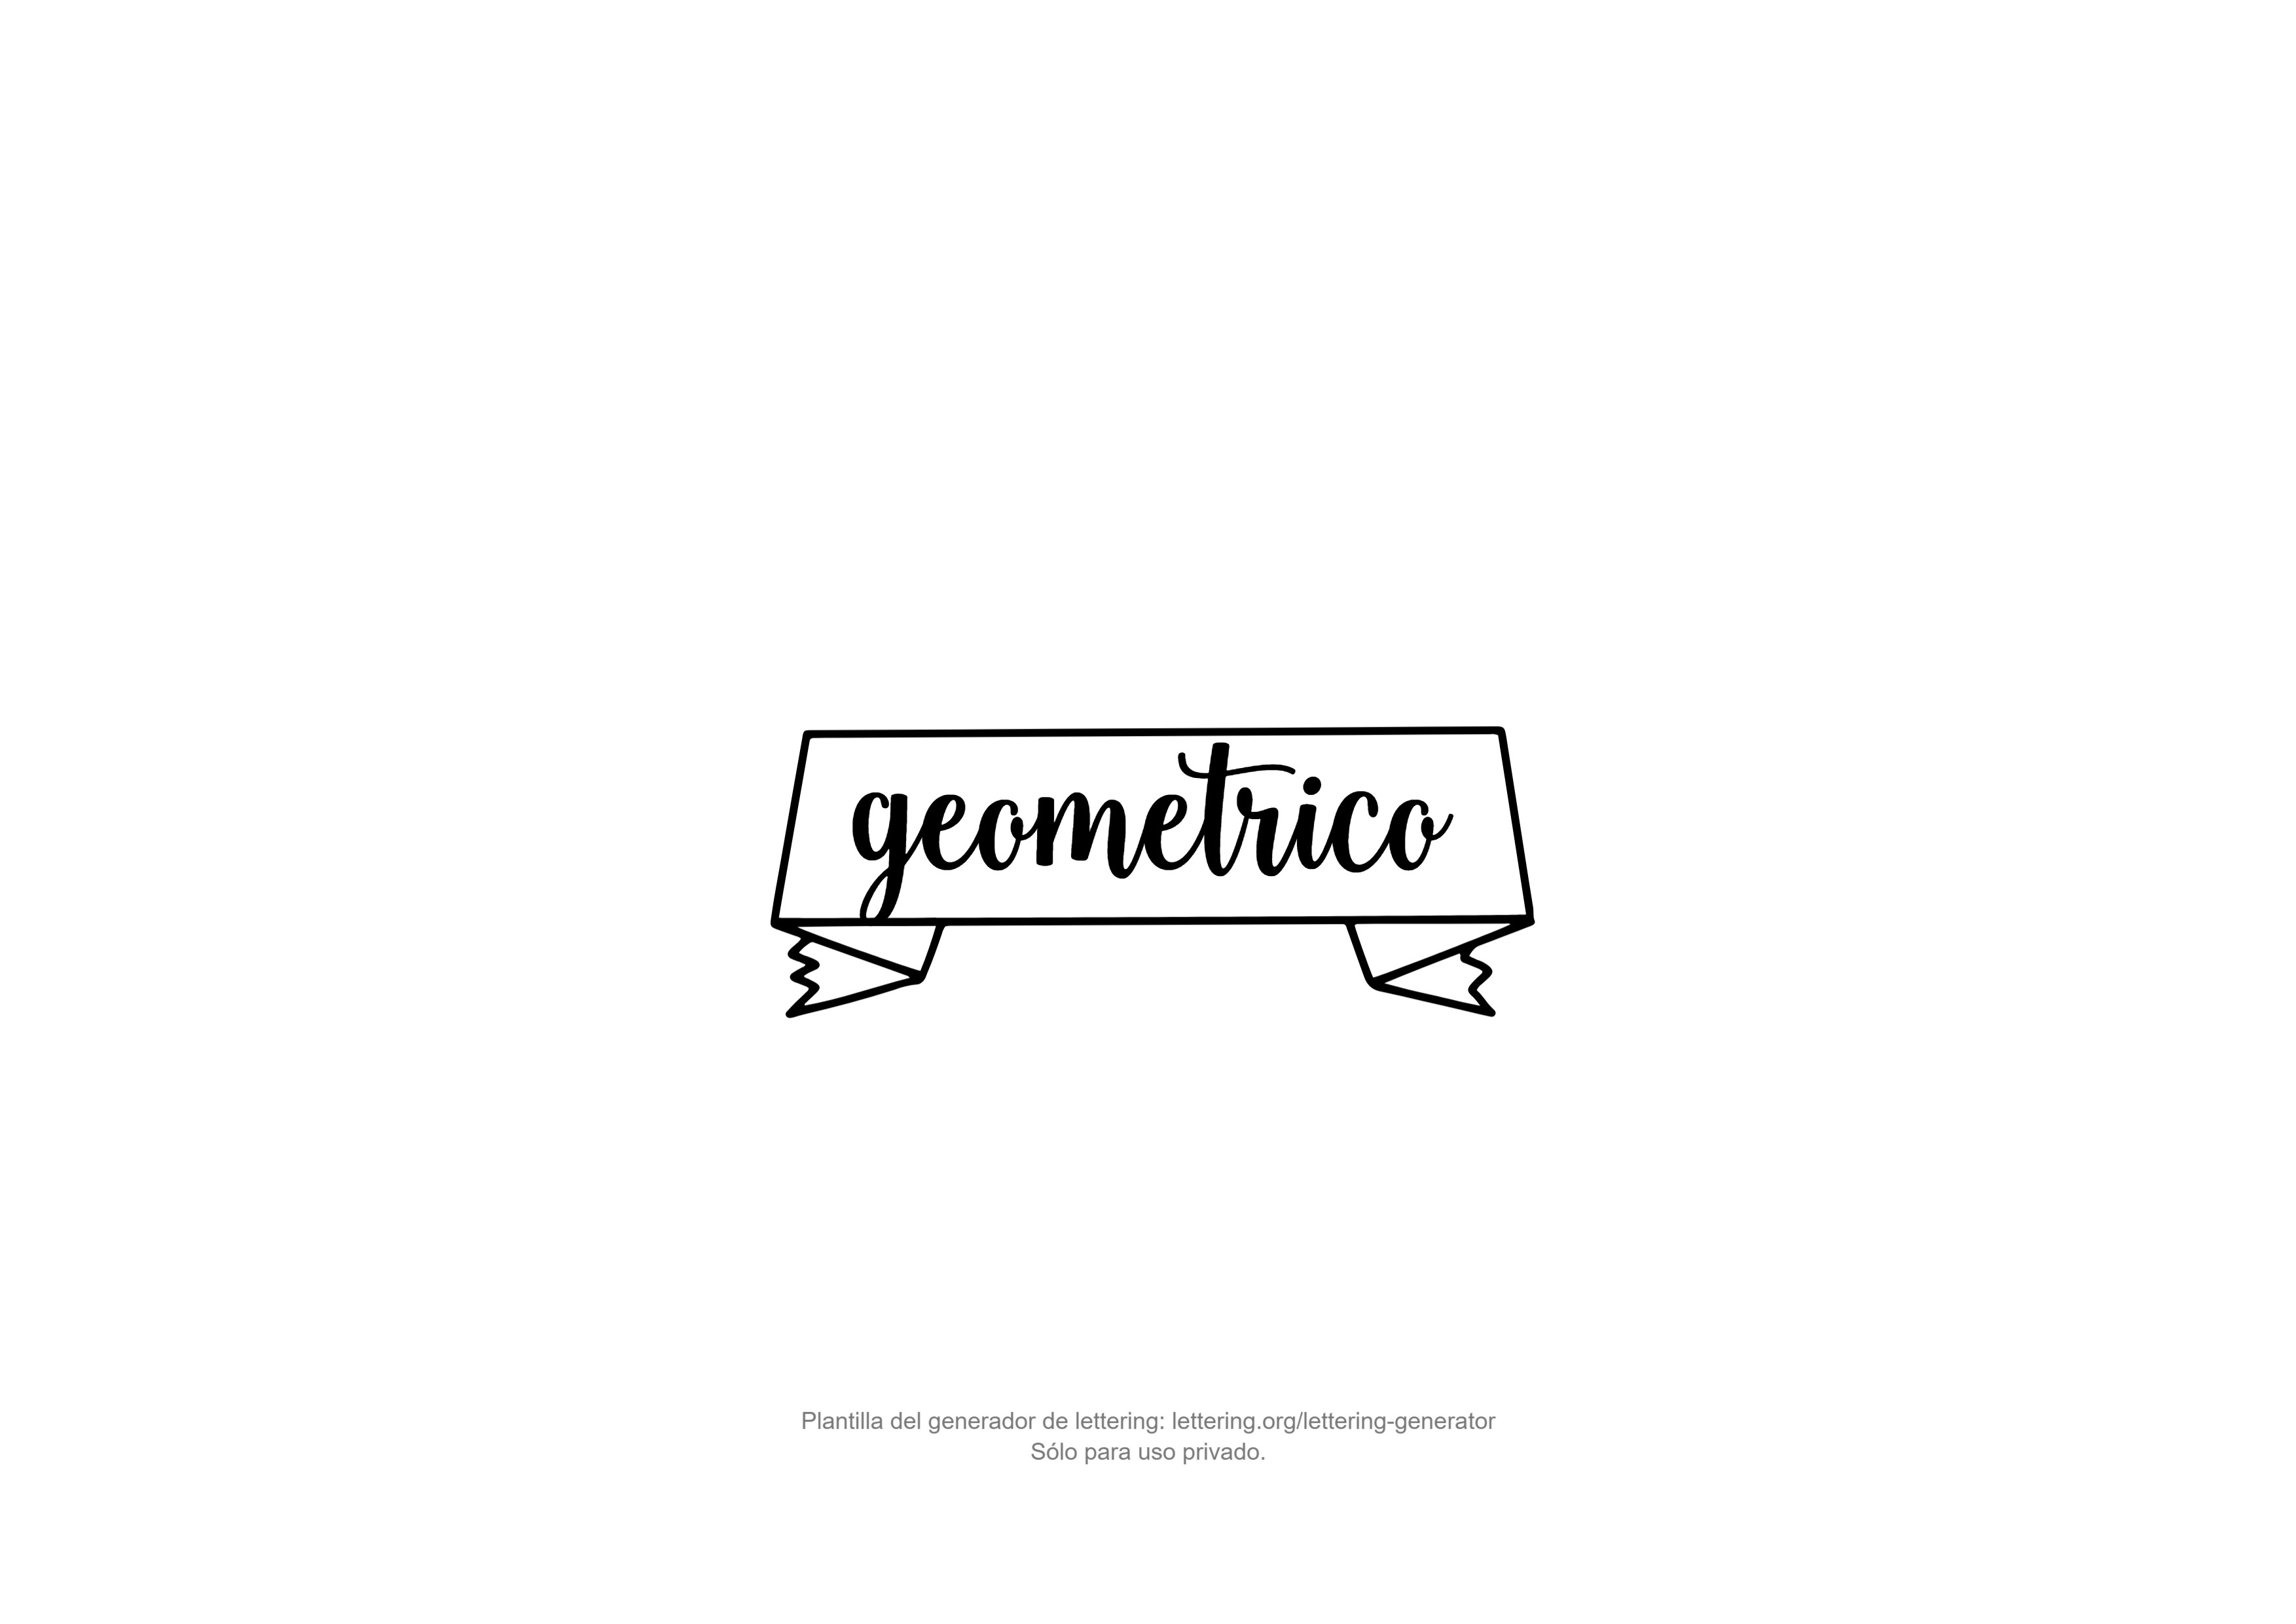 geometrico
Plantilla del generador de lettering: lettering.org/lettering-generator
Sólo para uso privado.